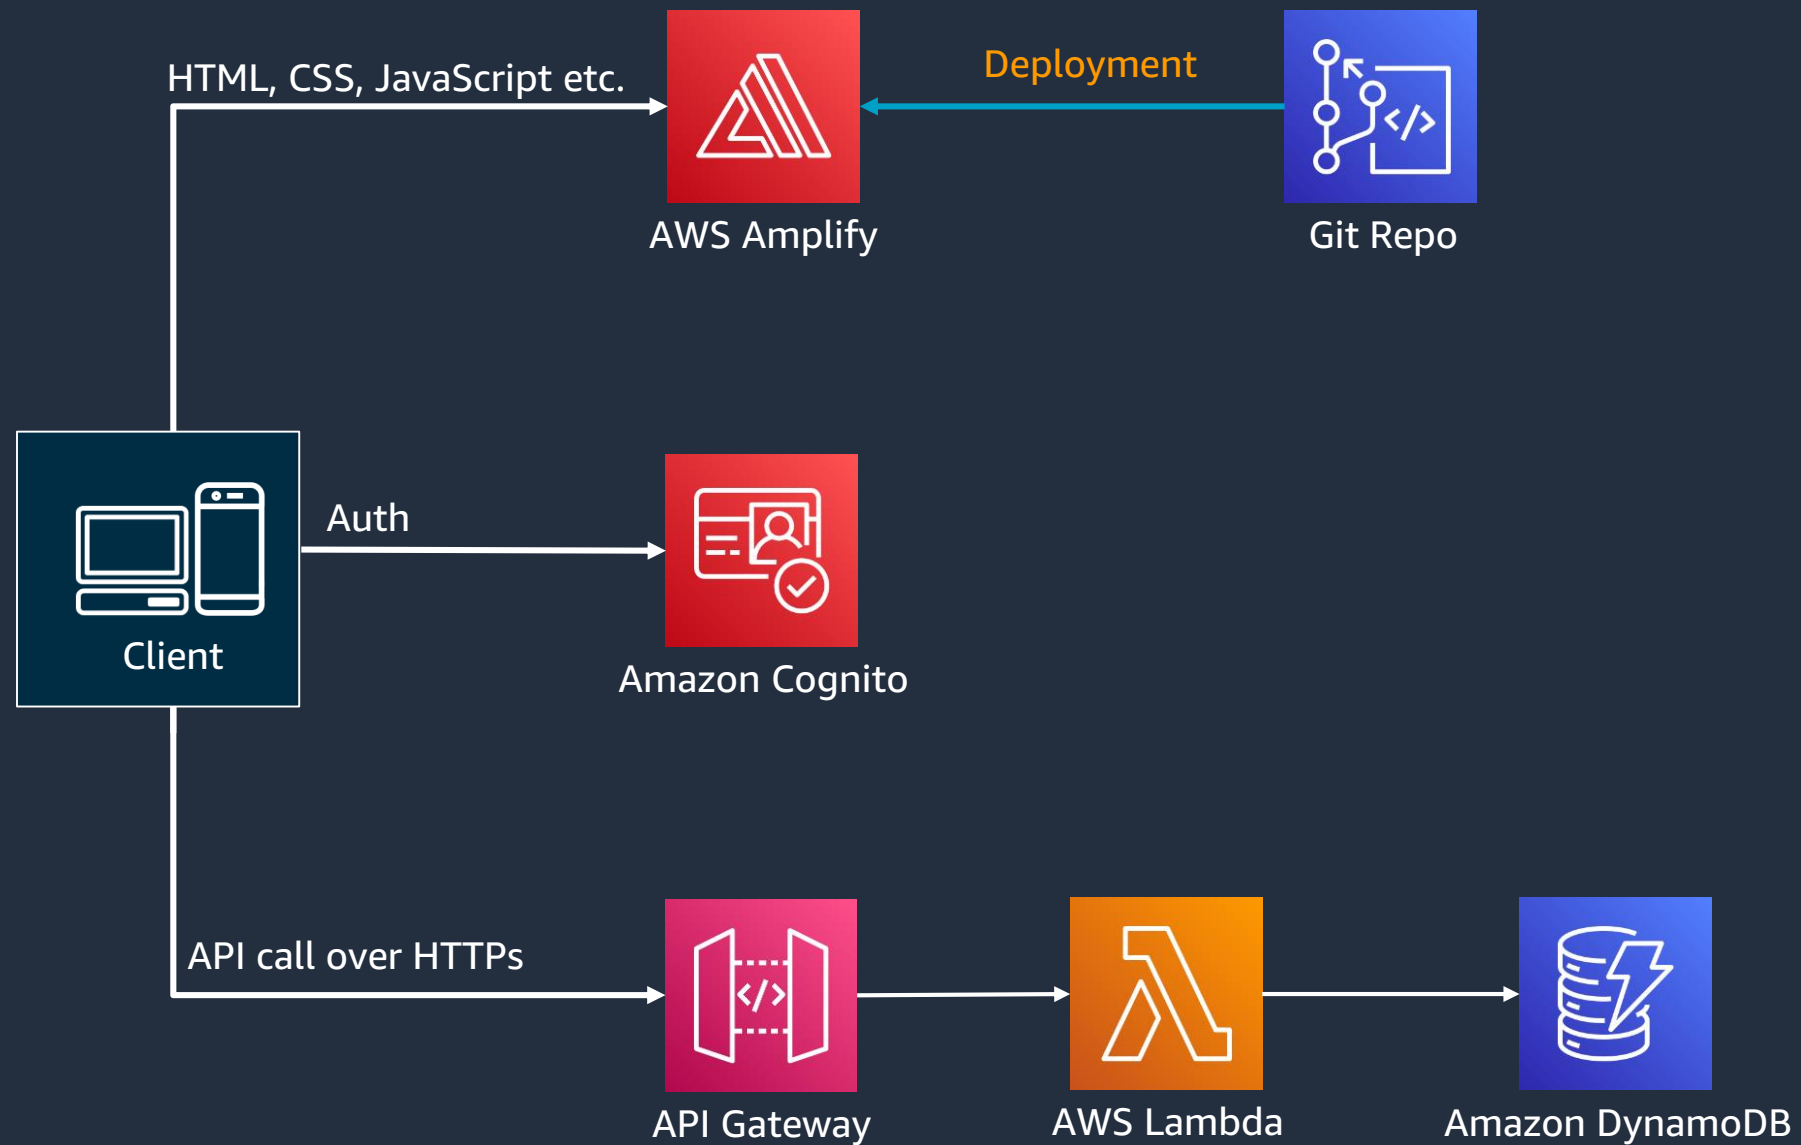 HTML, CSS, JavaScript etc.
Deployment
AWS Amplify
Git Repo
Auth
Client
Amazon Cognito
API call over HTTPs
</>
</>
API Gateway
AWS Lambda
Amazon DynamoDB